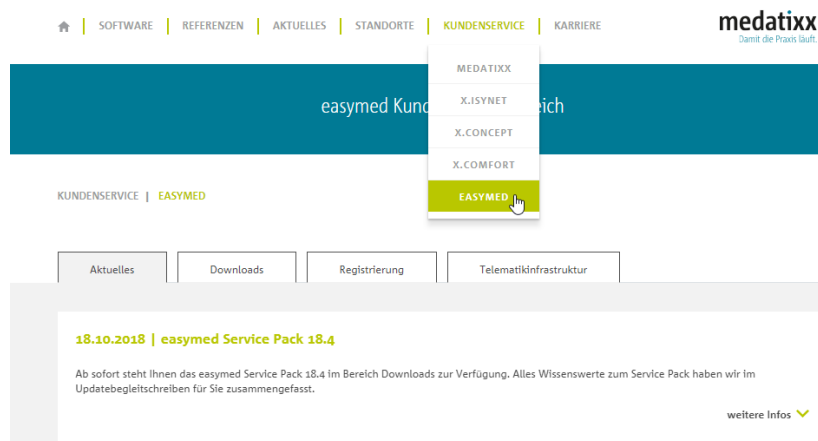 SOFTWARE REFERENZEN AKTUELLES STANDORTE KUNDENSERVICE KARRIERE
medatixx
Damit die Praxis läuft.
MEDATIXX
X.ISYNET
X.CONCEPT
X.COMFORT
EASYMED
easymed Kund eich
KUNDENSERVICE | EASYMED
Aktuelles Downloads Registrierung Telematikinfrastruktur
18.10.2018 | easymed Service Pack 18.4
Ab sofort steht Ihnen das easymed Service Pack 18.4 im Bereich Downloads zur Verfügung. Alles Wissenswerte zum Service Pack haben wir im
Updatebegleitschreiben für Sie zusammengefasst.
weitere Infos